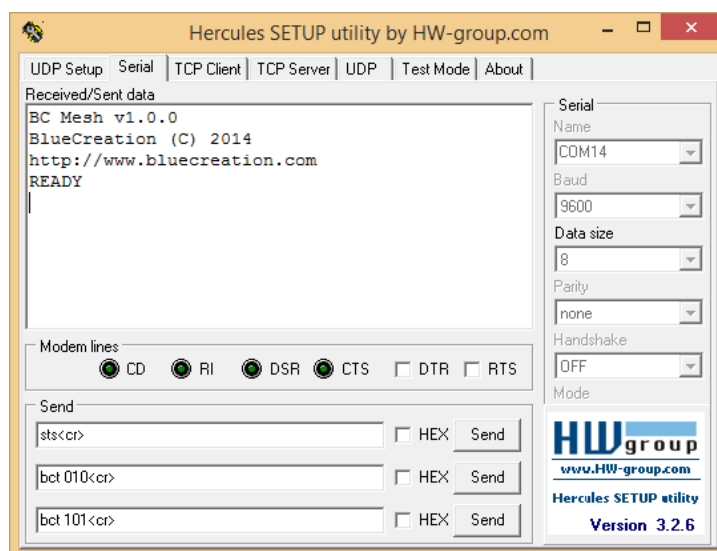 Hercules SETUP utility by HW-group.com
UDP Setup Serial TCP Client TCP Server UDP Test Mode About
Received/Sent data
BC Mesh v1.0.0
BlueCreation (C) 2014
http://www.bluecreation.com
READY
Serial
Name
COM14
Baud
9600
Data size
8
Parity
none
Handshake
OFF
Mode
Modem lines
CD RI DSR CTS DTR RTS
Send
sts<cr> HEX Send
bct 010<cr> HEX Send
bct 101<cr> HEX Send
HWgroup
www.HW-group.com
Hercules SETUP utility
Version 3.2.6